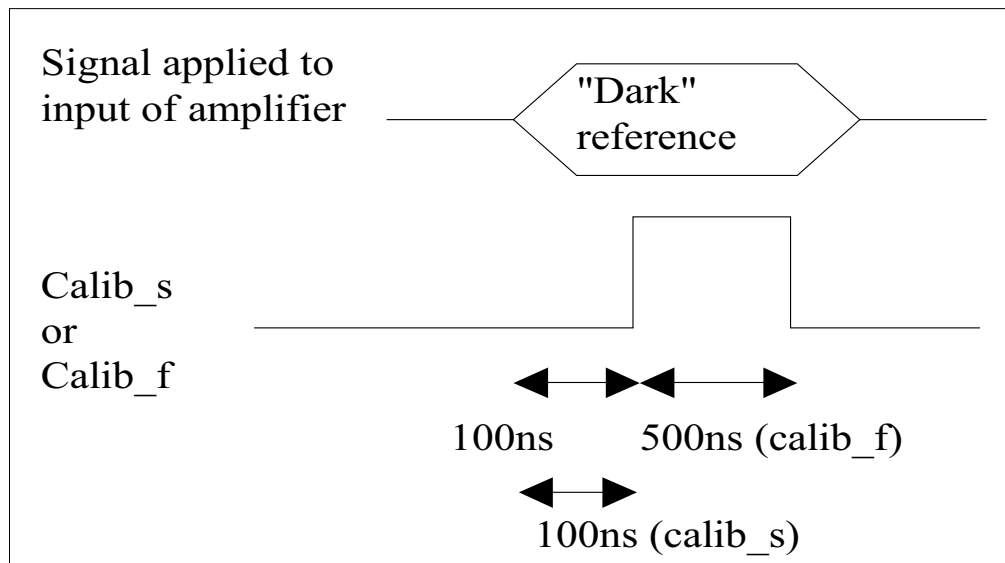 Signal applied to
input of amplifier
"Dark"
reference
Calib_s
or
Calib_f
100ns
500ns (calib_f)
100ns (calib_s)